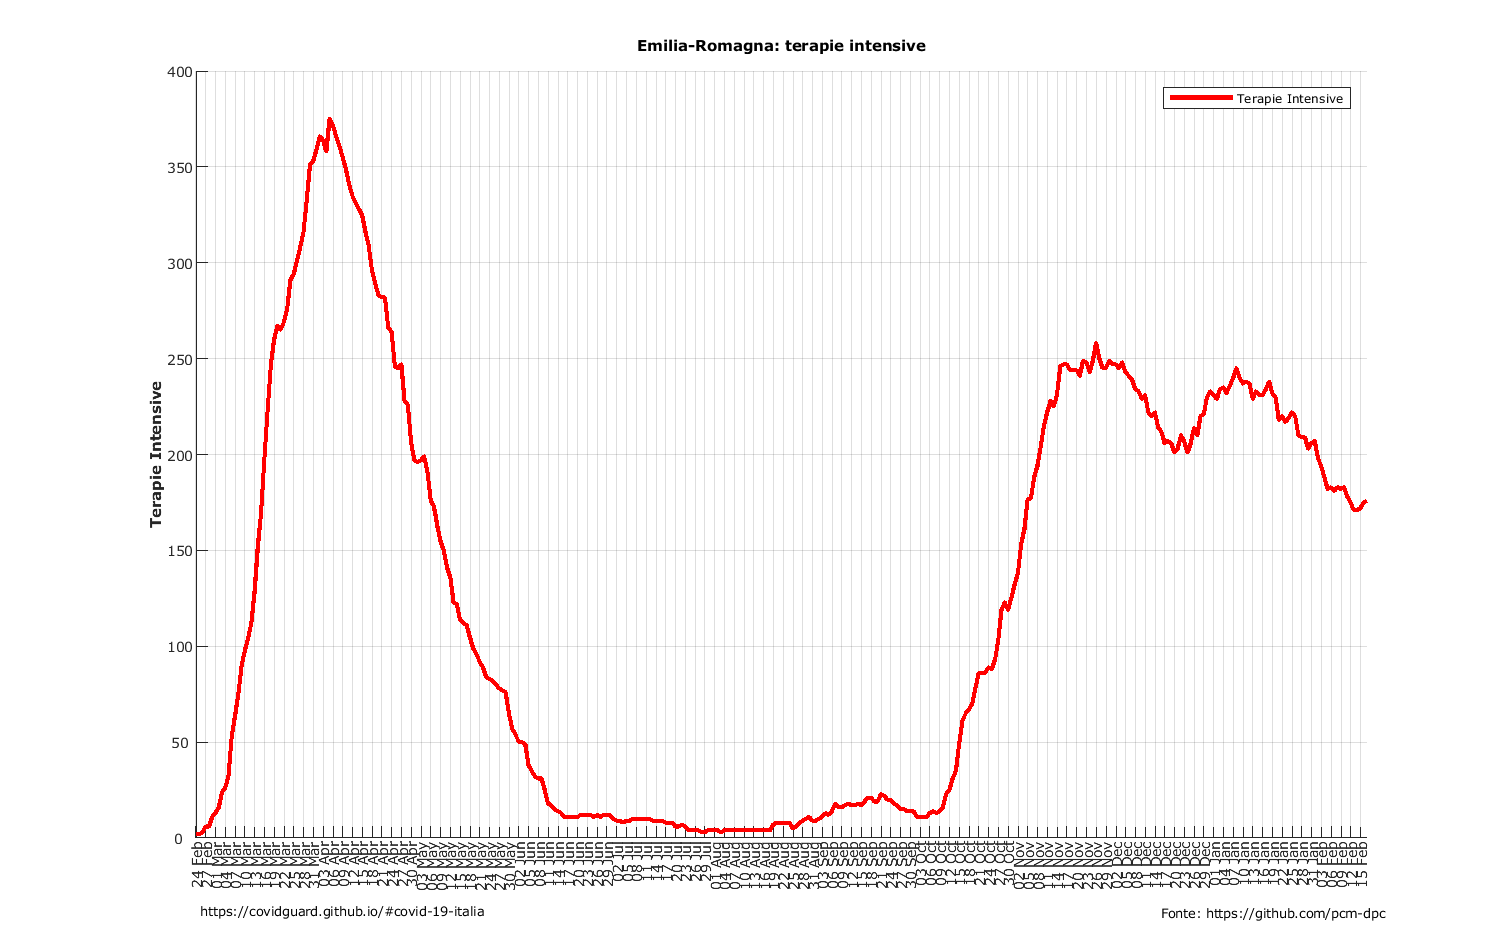 Emilia-Romagna: terapie intensive
Terapie Intensive
Terapie Intensive
400
350
300
250
200
150
100
50
0
24 Feb
27 Feb
01 Mar
04 Mar
07 Mar
10 Mar
13 Mar
16 Mar
19 Mar
22 Mar
25 Mar
28 Mar
31 Mar
03 Apr
06 Apr
09 Apr
12 Apr
15 Apr
18 Apr
21 Apr
24 Apr
27 Apr
30 Apr
03 May
06 May
09 May
12 May
15 May
18 May
21 May
24 May
27 May
30 May
02 Jun
05 Jun
08 Jun
11 Jun
14 Jun
17 Jun
20 Jun
23 Jun
26 Jun
29 Jun
02 Jul
05 Jul
08 Jul
11 Jul
14 Jul
17 Jul
20 Jul
23 Jul
26 Jul
29 Jul
01 Aug
04 Aug
07 Aug
10 Aug
13 Aug
16 Aug
19 Aug
22 Aug
25 Aug
28 Aug
31 Aug
03 Sep
06 Sep
09 Sep
12 Sep
15 Sep
18 Sep
21 Sep
24 Sep
27 Sep
30 Sep
03 Oct
06 Oct
09 Oct
12 Oct
15 Oct
18 Oct
21 Oct
24 Oct
27 Oct
30 Oct
02 Nov
05 Nov
08 Nov
11 Nov
14 Nov
17 Nov
20 Nov
23 Nov
26 Nov
29 Nov
02 Dec
05 Dec
08 Dec
11 Dec
14 Dec
17 Dec
20 Dec
23 Dec
26 Dec
29 Dec
01 Jan
04 Jan
07 Jan
10 Jan
13 Jan
16 Jan
19 Jan
22 Jan
25 Jan
28 Jan
31 Jan
03 Feb
06 Feb
09 Feb
12 Feb
15 Feb
https://covidguard.github.io/#covid-19-italia
Fonte: https://github.com/pcm-dpc